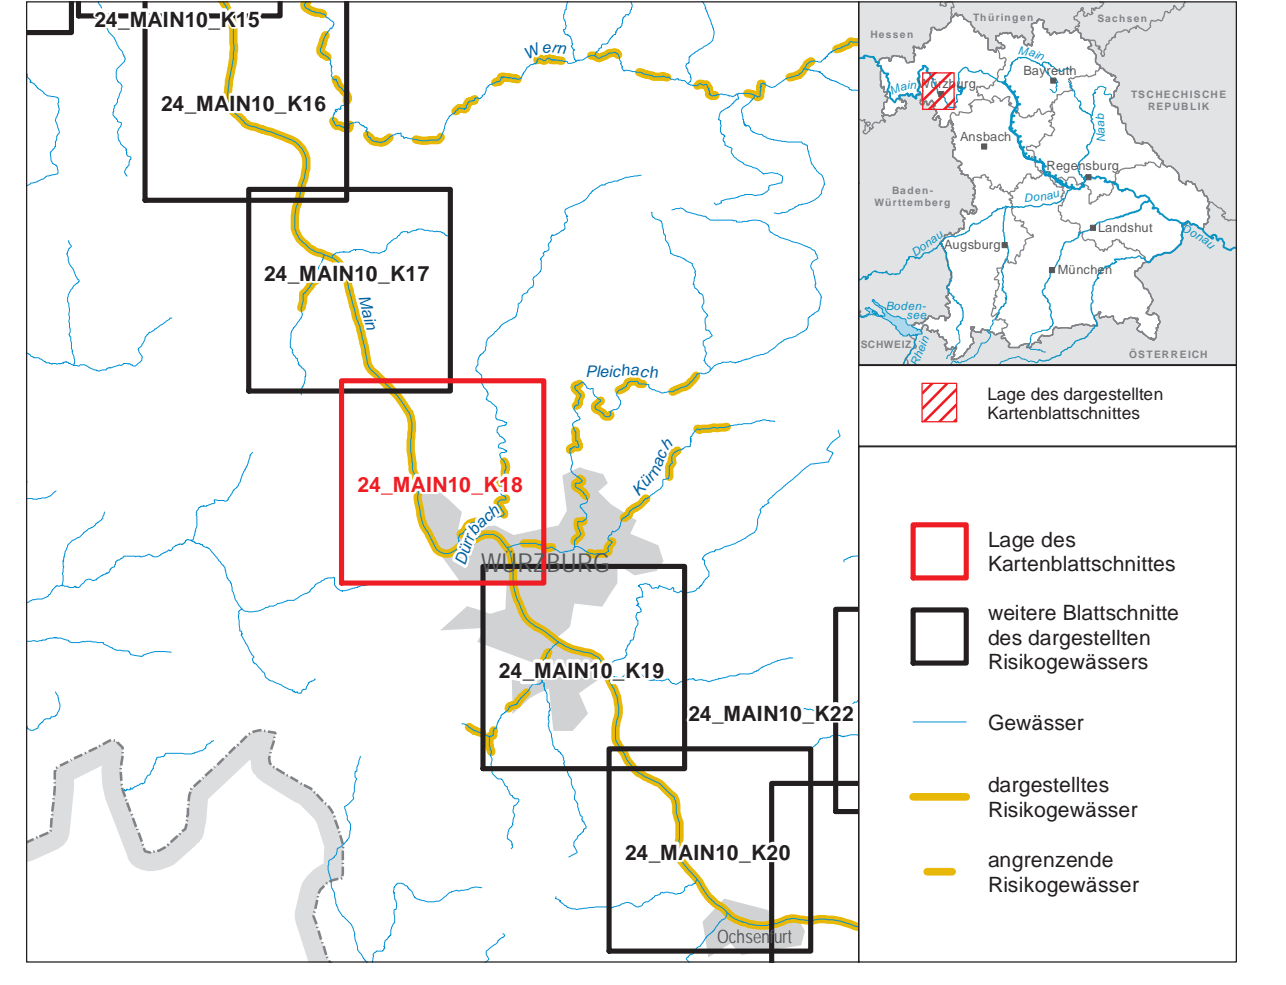 24_MAIN10_K15
24_MAIN10_K16
Wern
24_MAIN10_K17
Main
Pleichach
Kürnach
24_MAIN10_K18
Dürrbach
WÜRZBURG
24_MAIN10_K19
24_MAIN10_K22
24_MAIN10_K20
Ochsenfurt
Thüringen
Sachsen
Hessen
Main
Bayreuth
Main
Würzburg
TSCHECHISCHE
REPUBLIK
Naab
Ansbach
Regensburg
Baden-
Württemberg
Donau
Landshut
Donau
Donau
Augsburg
München
Boden-
see
SCHWEIZ
Rhein
ÖSTERREICH
Lage des dargestellten
Kartenblattschnittes
Lage des
Kartenblattschnittes
weitere Blattschnitte
des dargestellten
Risikogewässers
Gewässer
dargestelltes
Risikogewässer
angrenzende
Risikogewässer